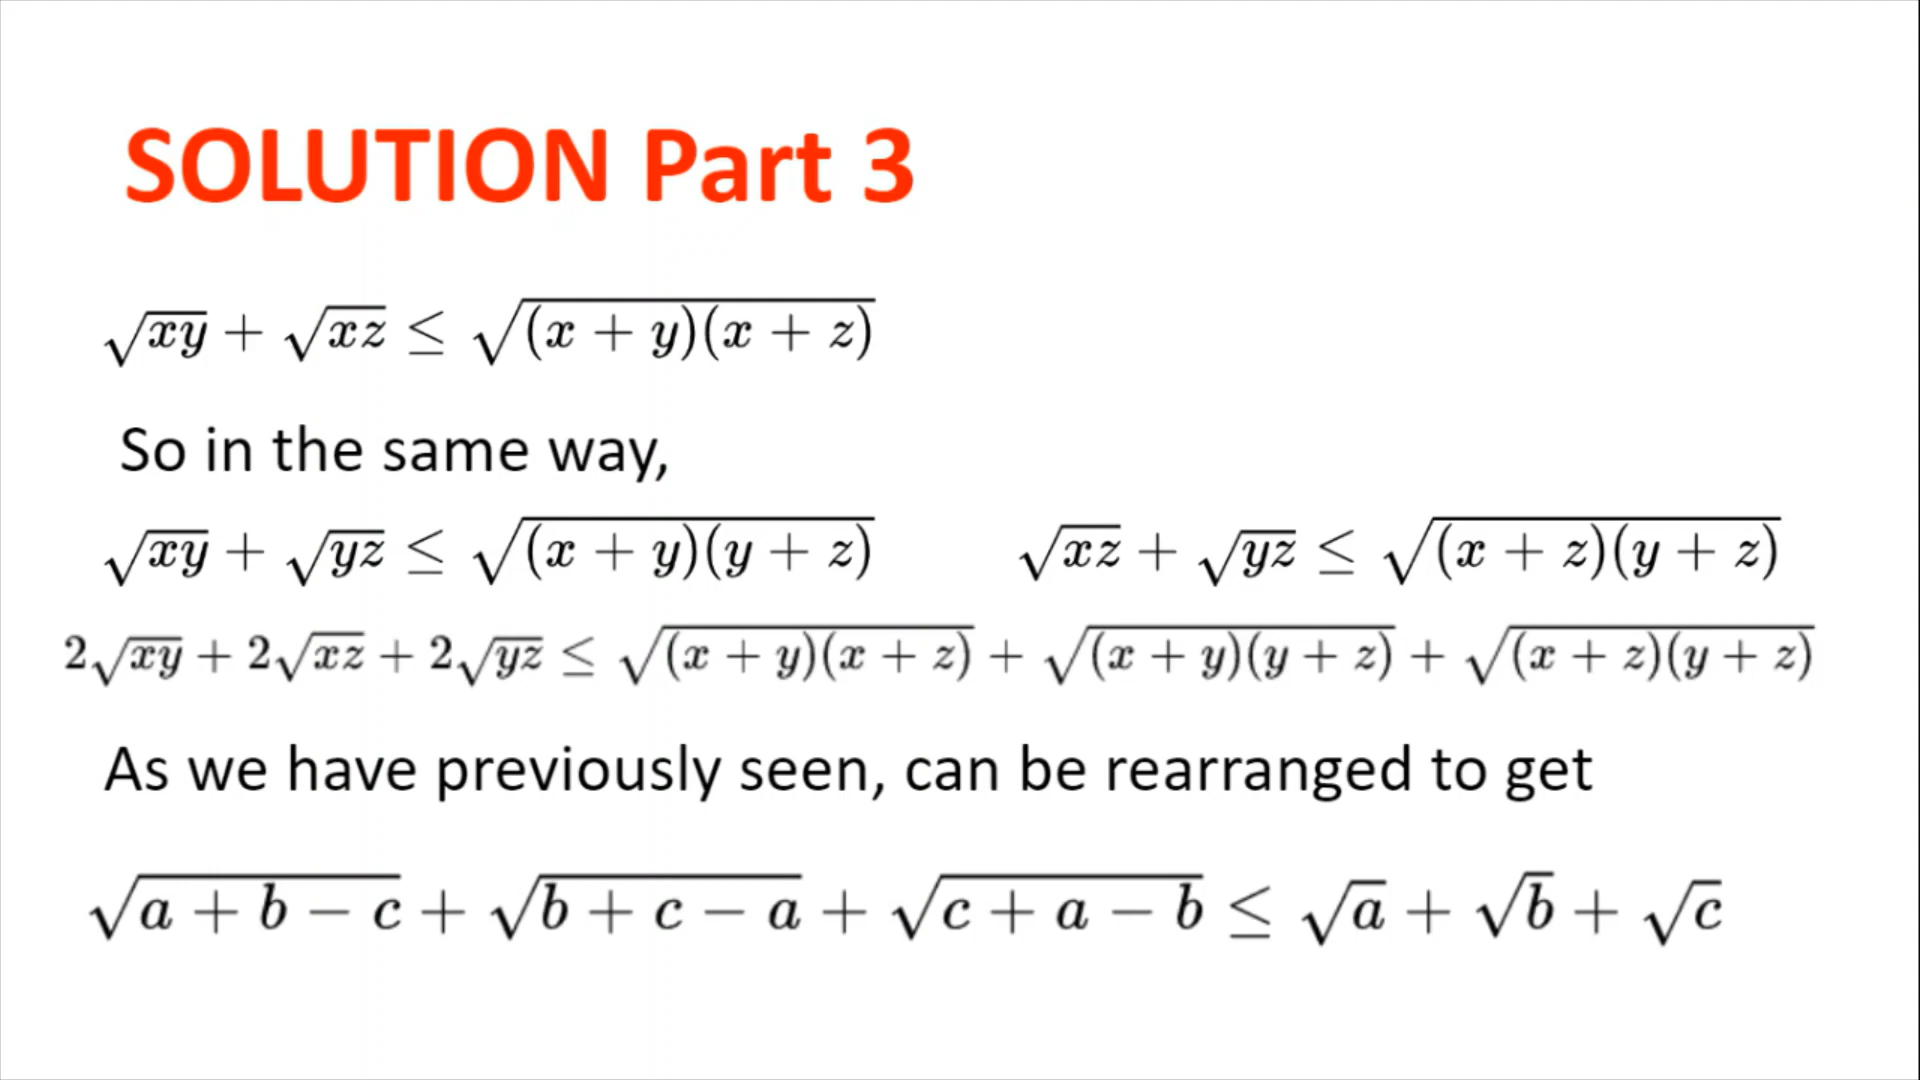 SOLUTION Part 3
√xy + √xz ≤ √(x + y)(x + z)
So in the same way,
√xy + √yz ≤ √(x + y)(y + z) √xz + √yz ≤ √(x + z)(y + z)
2√xy + 2√xz + 2√yz ≤ √(x + y)(x + z) + √(x + y)(y + z) + √(x + z)(y + z)
As we have previously seen, can be rearranged to get
√a + b − c + √b + c − a + √c + a − b ≤ √a + √b + √c